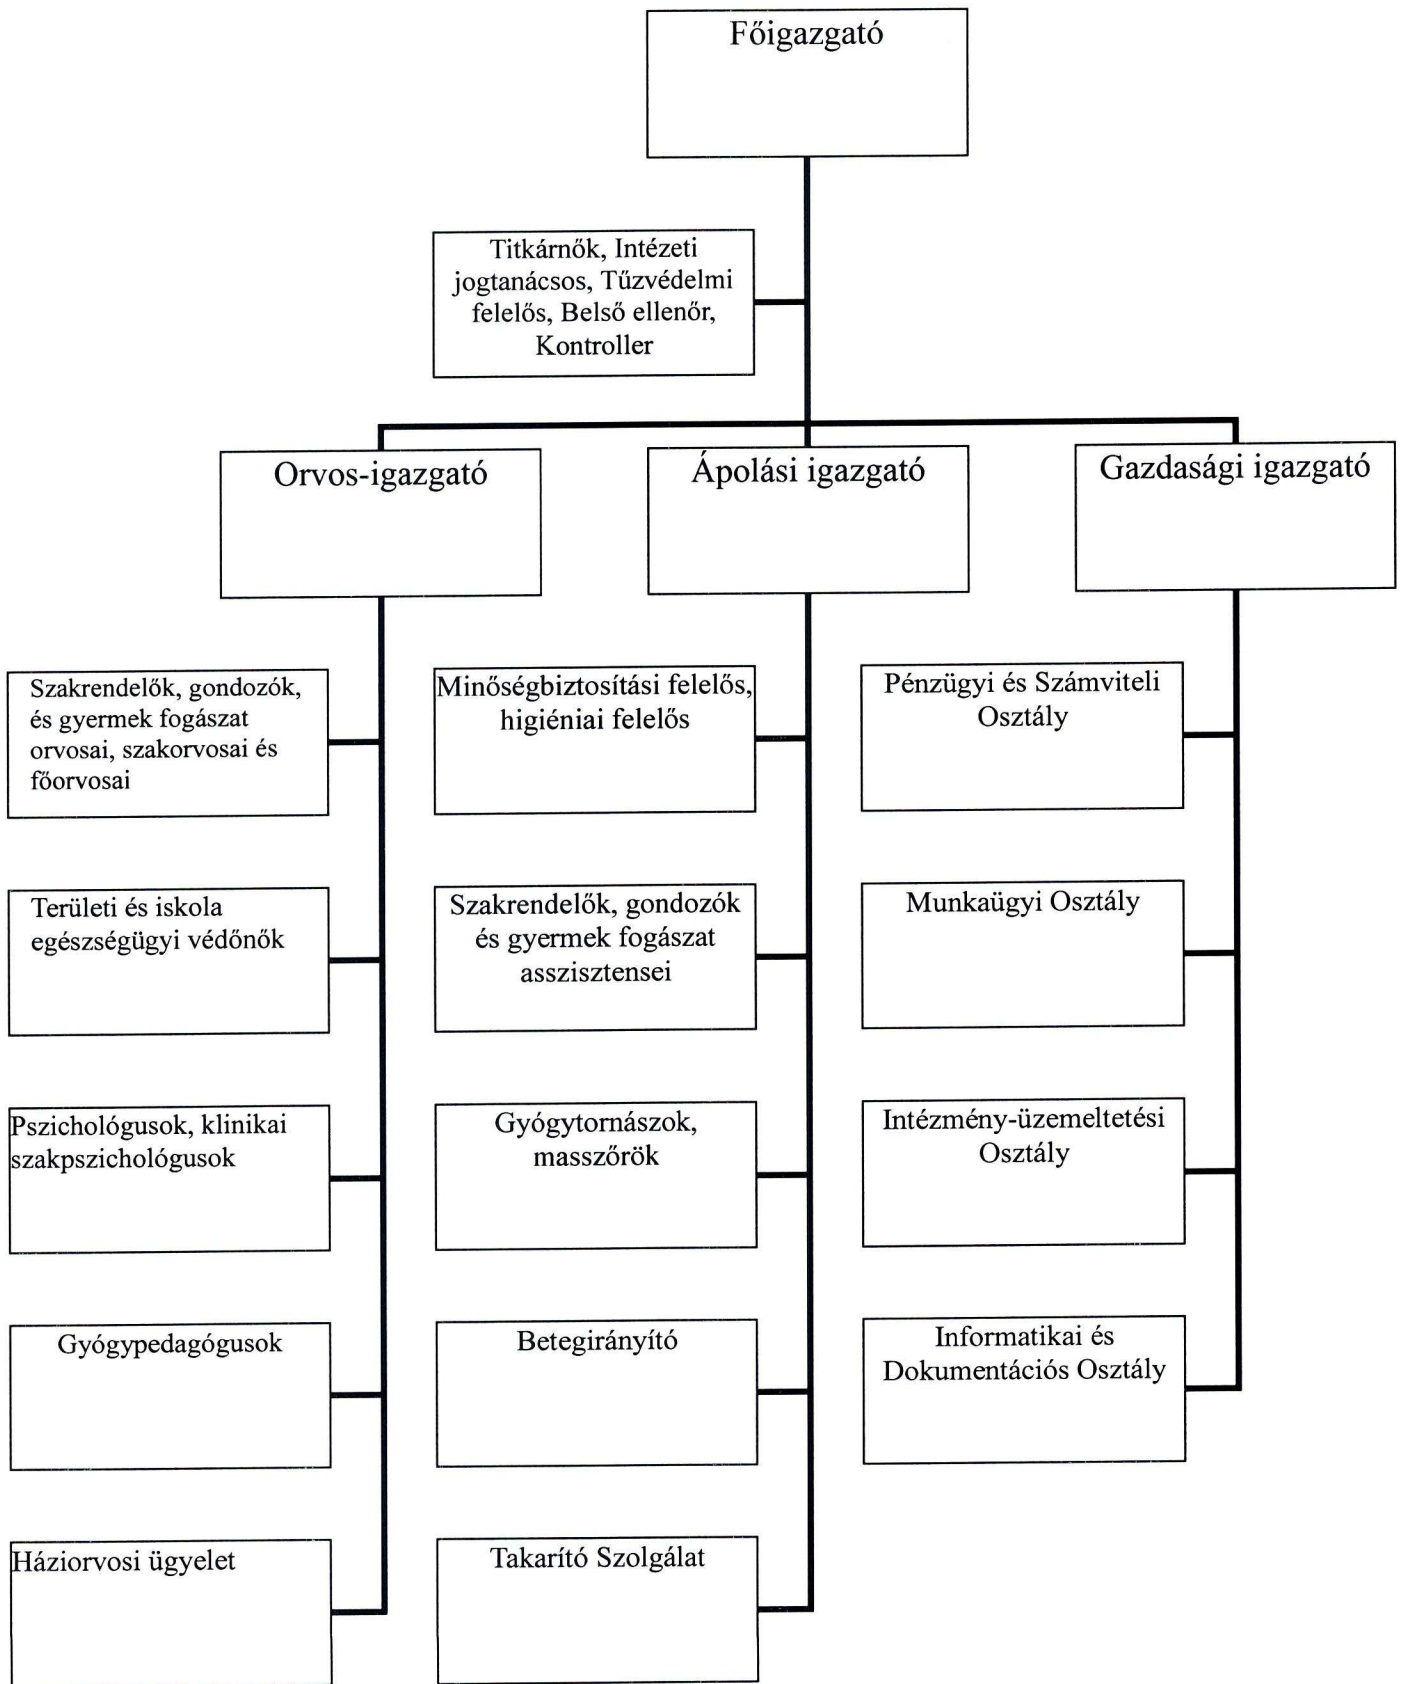 Főigazgató
Titkárnők, Intézeti
jogtanácsos, Tűzvédelmi
felelős, Belső ellenőr,
Kontroller
Orvos-igazgató
Ápolási igazgató
Gazdasági igazgató
Szakrendelők, gondozók,
és gyermek fogászat
orvosai, szakorvosai és
főorvosai
Minőségbiztosítási felelős,
higiéniai felelős
Pénzügyi és Számviteli
Osztály
Területi és iskola
egészségügyi védőnők
Szakrendelők, gondozók
és gyermek fogászat
asszisztensei
Munkaügyi Osztály
Pszichológusok, klinikai
szakpszichológusok
Gyógytornászok,
masszőrök
Intézmény-üzemeltetési
Osztály
Gyógypedagógusok
Betegirányító
Informatikai és
Dokumentációs Osztály
Háziorvosi ügyelet
Takarító Szolgálat